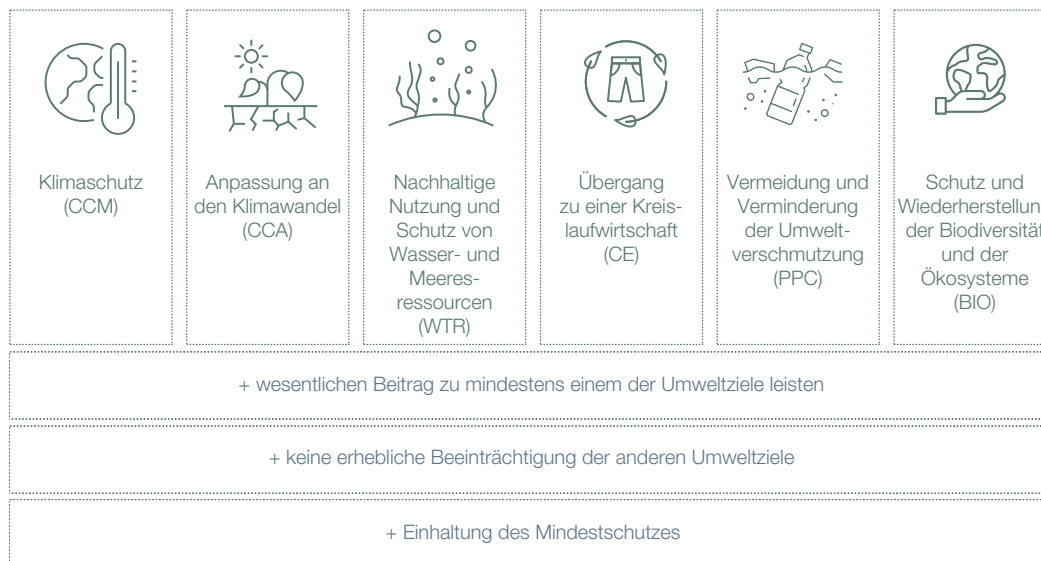 Klimaschutz
(CCM)
Anpassung an
den Klimawandel
(CCA)
Nachhaltige
Nutzung und
Schutz von
Wasser- und
Meeres-
ressourcen
(WTR)
Übergang
zu einer Kreis-
laufwirtschaft
(CE)
Vermeidung und
Verminderung
der Umwelt-
verschmutzung
(PPC)
Schutz und
Wiederherstellun
der Biodiversität
und der
Ökosysteme
(BIO)
+ wesentlichen Beitrag zu mindestens einem der Umweltziele leisten
+ keine erhebliche Beeinträchtigung der anderen Umweltziele
+ Einhaltung des Mindestschutzes